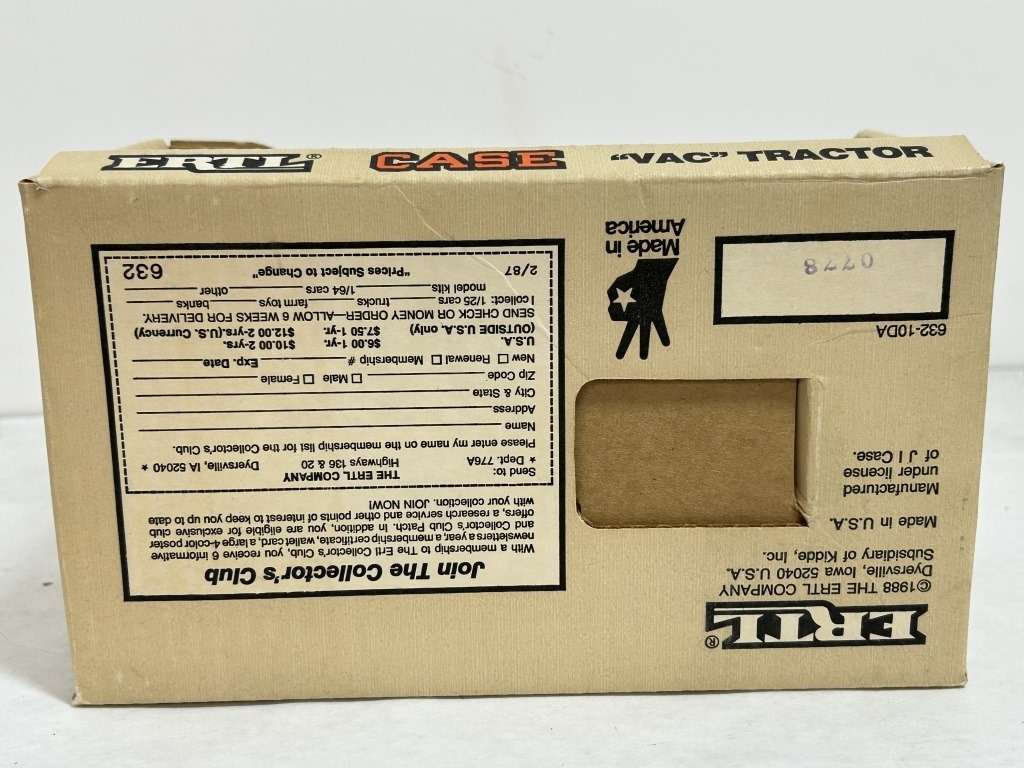 ERTL® CASE "VAC" TRACTOR
ERTL®
©1988 THE ERTL COMPANY
Dyersville, Iowa 52040 U.S.A.
Subsidiary of Kidde, Inc.
Made in U.S.A.
Manufactured
under license
of J I Case.
632-10DA
0778
Made in
America
Join The Collector's Club
With a membership to The Ertl Collector's Club, you receive 6 informative
newsletters a year, a membership certificate, wallet card, a large 4-color poster
and Collector's Club Patch. In addition, you are eligible for exclusive club
offers, a research service and other points of interest to keep you up to date
with your collection. JOIN NOW!
Send to: THE ERTL COMPANY
★ Dept. 776A Highways 136 & 20 Dyersville, IA 52040 ★
Please enter my name on the membership list for the Collector's Club.
Name
Address
City & State
Zip Code Male Female
New Renewal Membership # Exp. Date
U.S.A. $6.00 1-yr. $10.00 2-yrs.
(OUTSIDE U.S.A. only) $7.50 1-yr. $12.00 2-yrs. (U.S. Currency)
SEND CHECK OR MONEY ORDER-ALLOW 6 WEEKS FOR DELIVERY.
I collect: 1/25 cars trucks farm toys banks
model kits 1/64 cars other
2/87 "Prices Subject to Change" 632